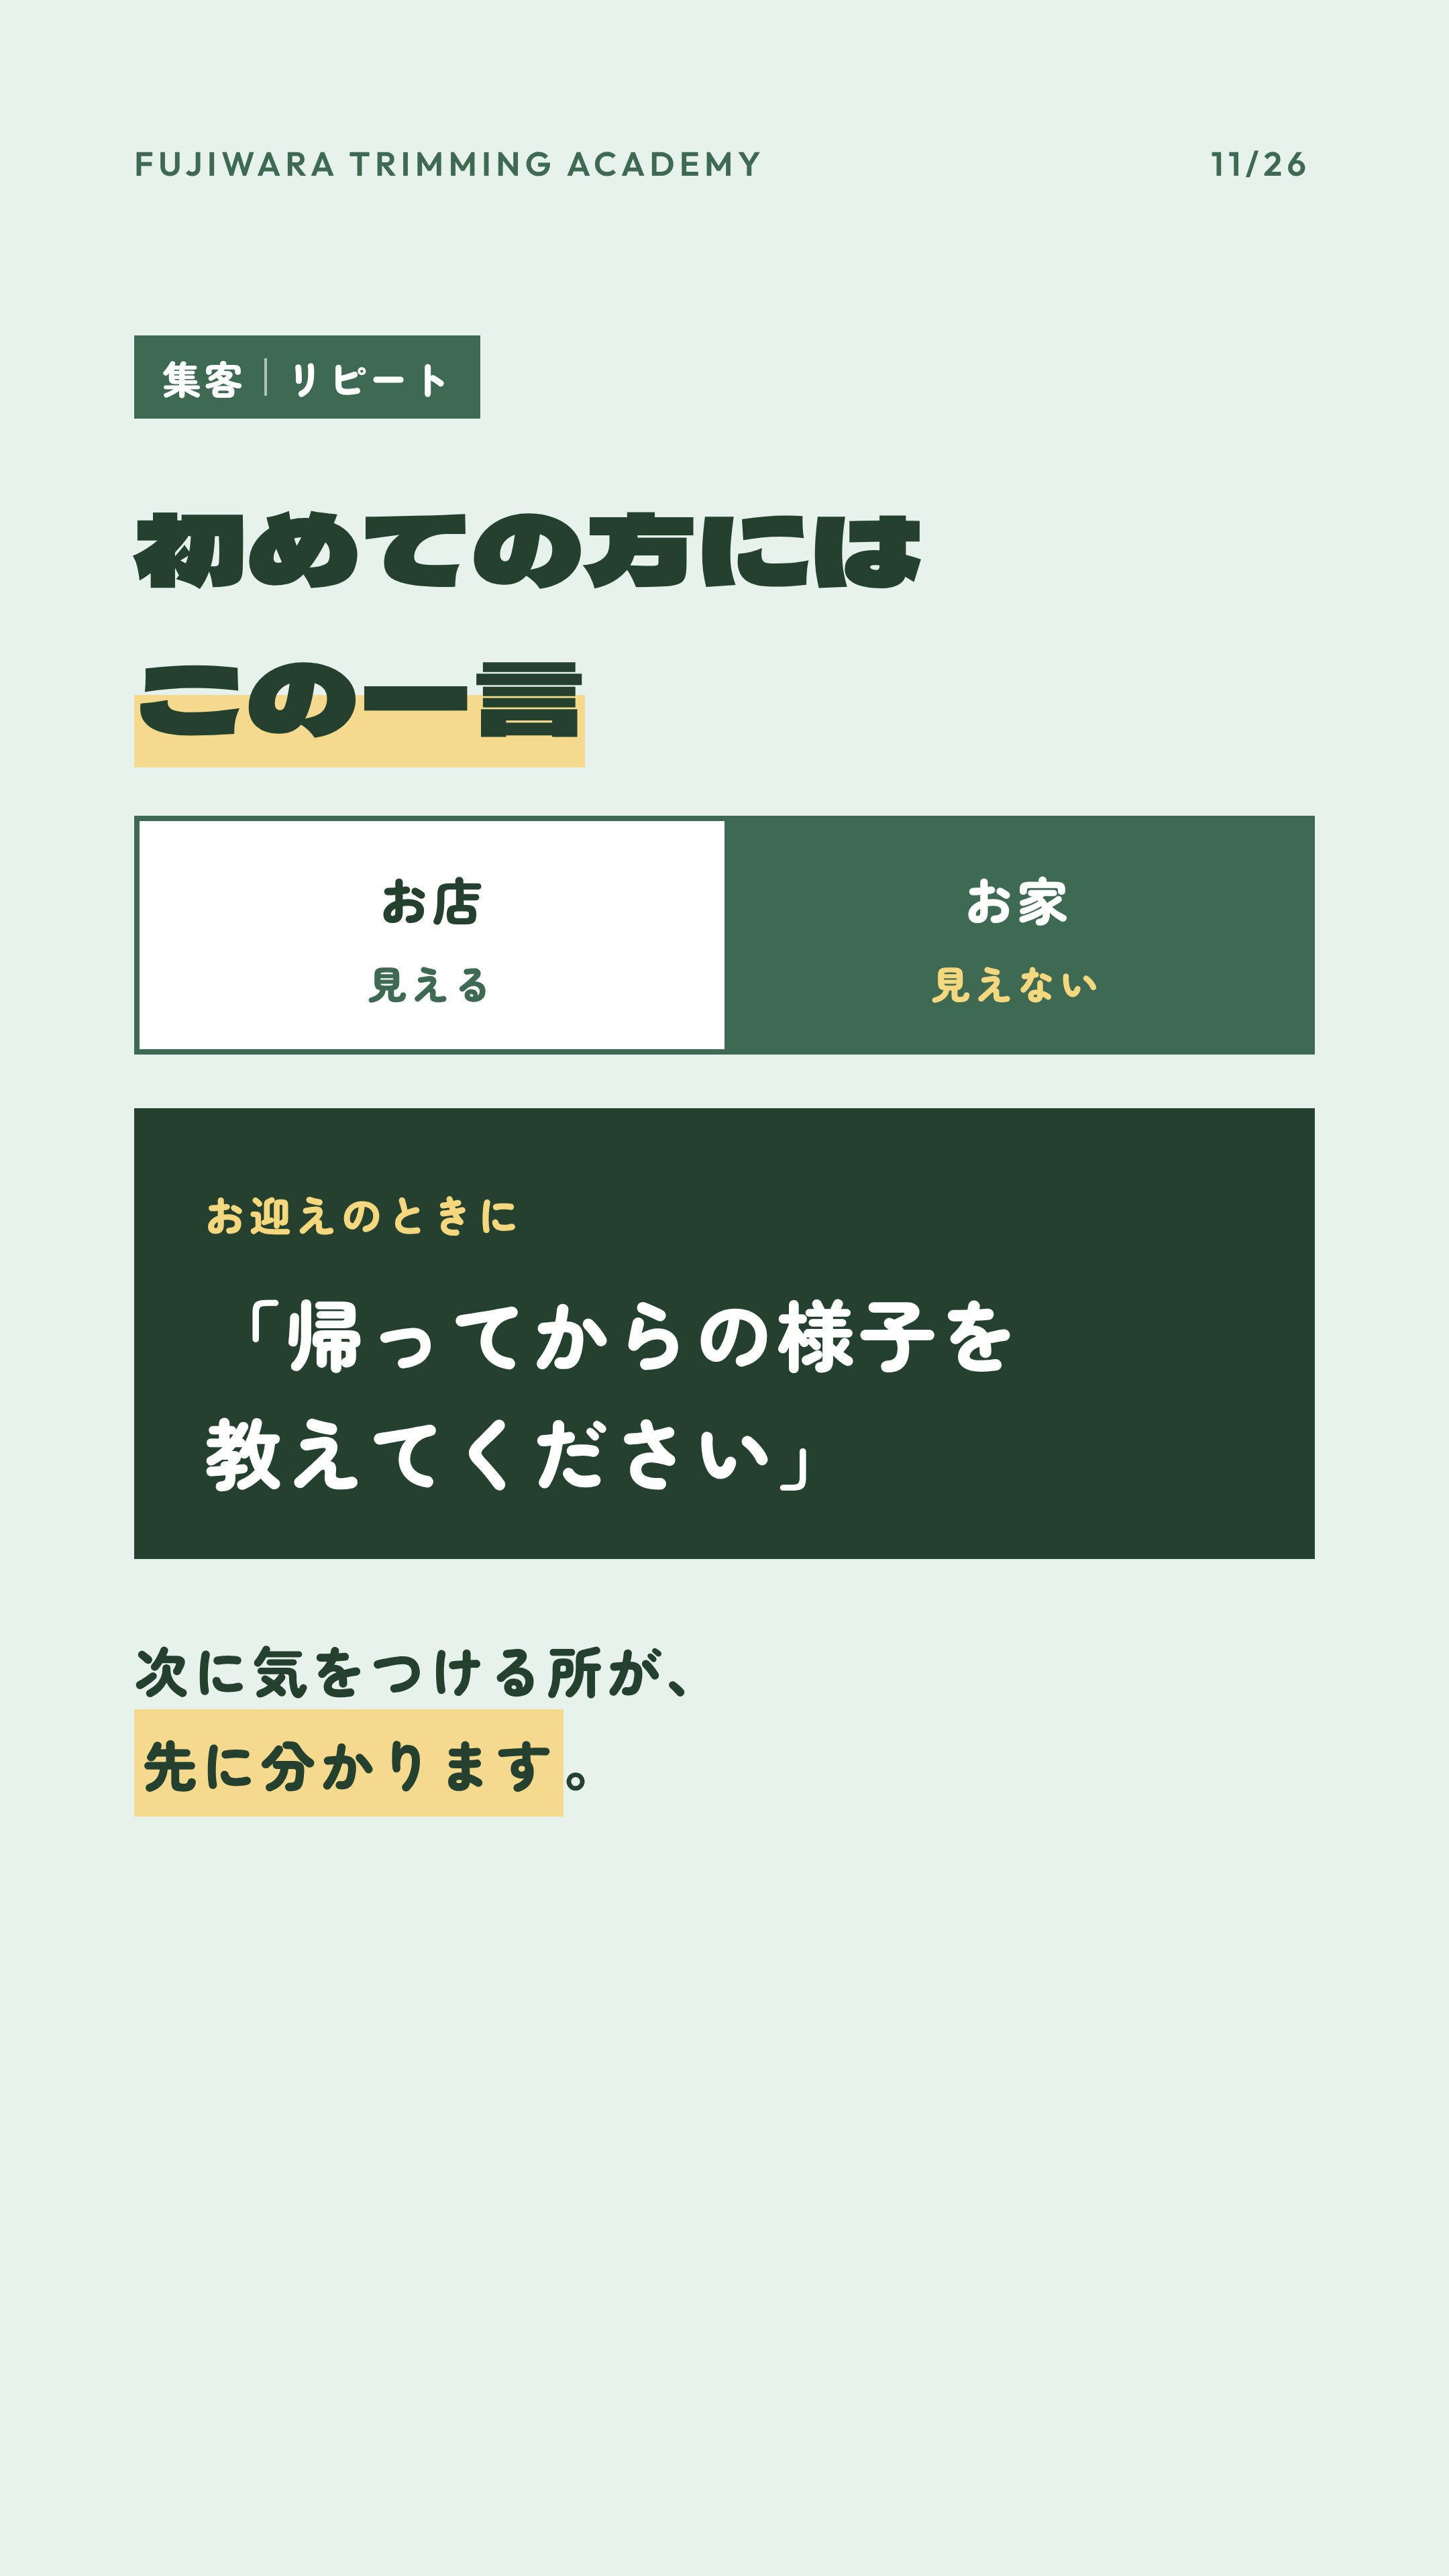 FUJIWARA TRIMMING ACADEMY
11/26
集客｜リピート
初めての方には
この一言
お店
見える
お家
見えない
お迎えのときに
「帰ってからの様子を
教えてください」
次に気をつける所が、
先に分かります。